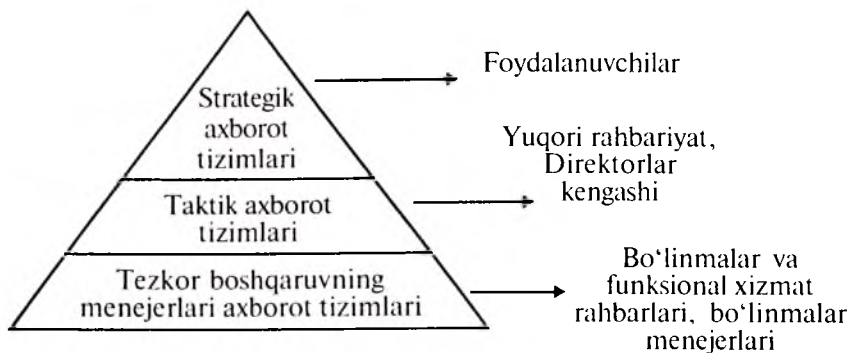 Strategik
axborot
tizimlari
Foydalanuvchilar
Taktik axborot
tizimlari
Yuqori rahbariyat,
Direktorlar
kengashi
Tezkor boshqaruvning
menejerlari axborot tizimlari
Bo‘linmalar va
funksional xizmat
rahbarlari, bo‘linmalar
menejerlari